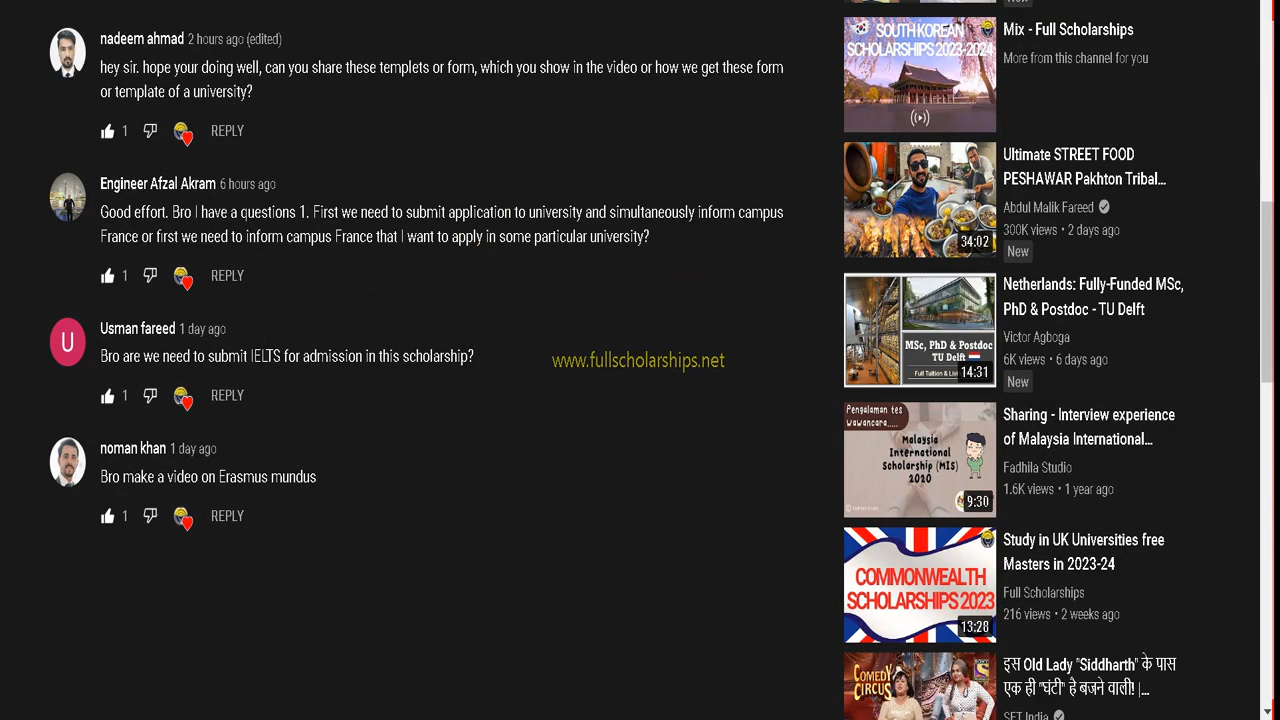 nadeem ahmad 2 hours ago (edited)
hey sir. hope your doing well, can you share these templets or form, which you show in the video or how we get these form
or template of a university?
1 REPLY
Engineer Afzal Akram 6 hours ago
Good effort. Bro I have a questions 1. First we need to submit application to university and simultaneously inform campus
France or first we need to inform campus France that I want to apply in some particular university?
1 REPLY
U
Usman fareed 1 day ago
Bro are we need to submit IELTS for admission in this scholarship?
1 REPLY
www.fullscholarships.net
noman khan 1 day ago
Bro make a video on Erasmus mundus
1 REPLY
New
SOUTH KOREAN
SCHOLARSHIPS 2023-2024
Mix - Full Scholarships
More from this channel for you
34:02
Ultimate STREET FOOD
PESHAWAR Pakhton Tribal...
Abdul Malik Fareed
300K views • 2 days ago
New
MSc, PhD & Postdoc
TU Delft
Full Tuition & Livi
14:31
Netherlands: Fully-Funded MSc,
PhD & Postdoc - TU Delft
Victor Agboga
6K views • 6 days ago
New
Pengalaman tes
wawancara.....
Malaysia
International
Scholarship (MIS)
2020
9:30
Sharing - Interview experience
of Malaysia International...
Fadhila Studio
1.6K views • 1 year ago
COMMONWEALTH
SCHOLARSHIPS 2023
13:28
Study in UK Universities free
Masters in 2023-24
Full Scholarships
216 views • 2 weeks ago
COMEDY
CIRCUS
SONY
SET
इस Old Lady "Siddharth" के पास
एक ही "घंटी" है बजने वाली! |...
SET India